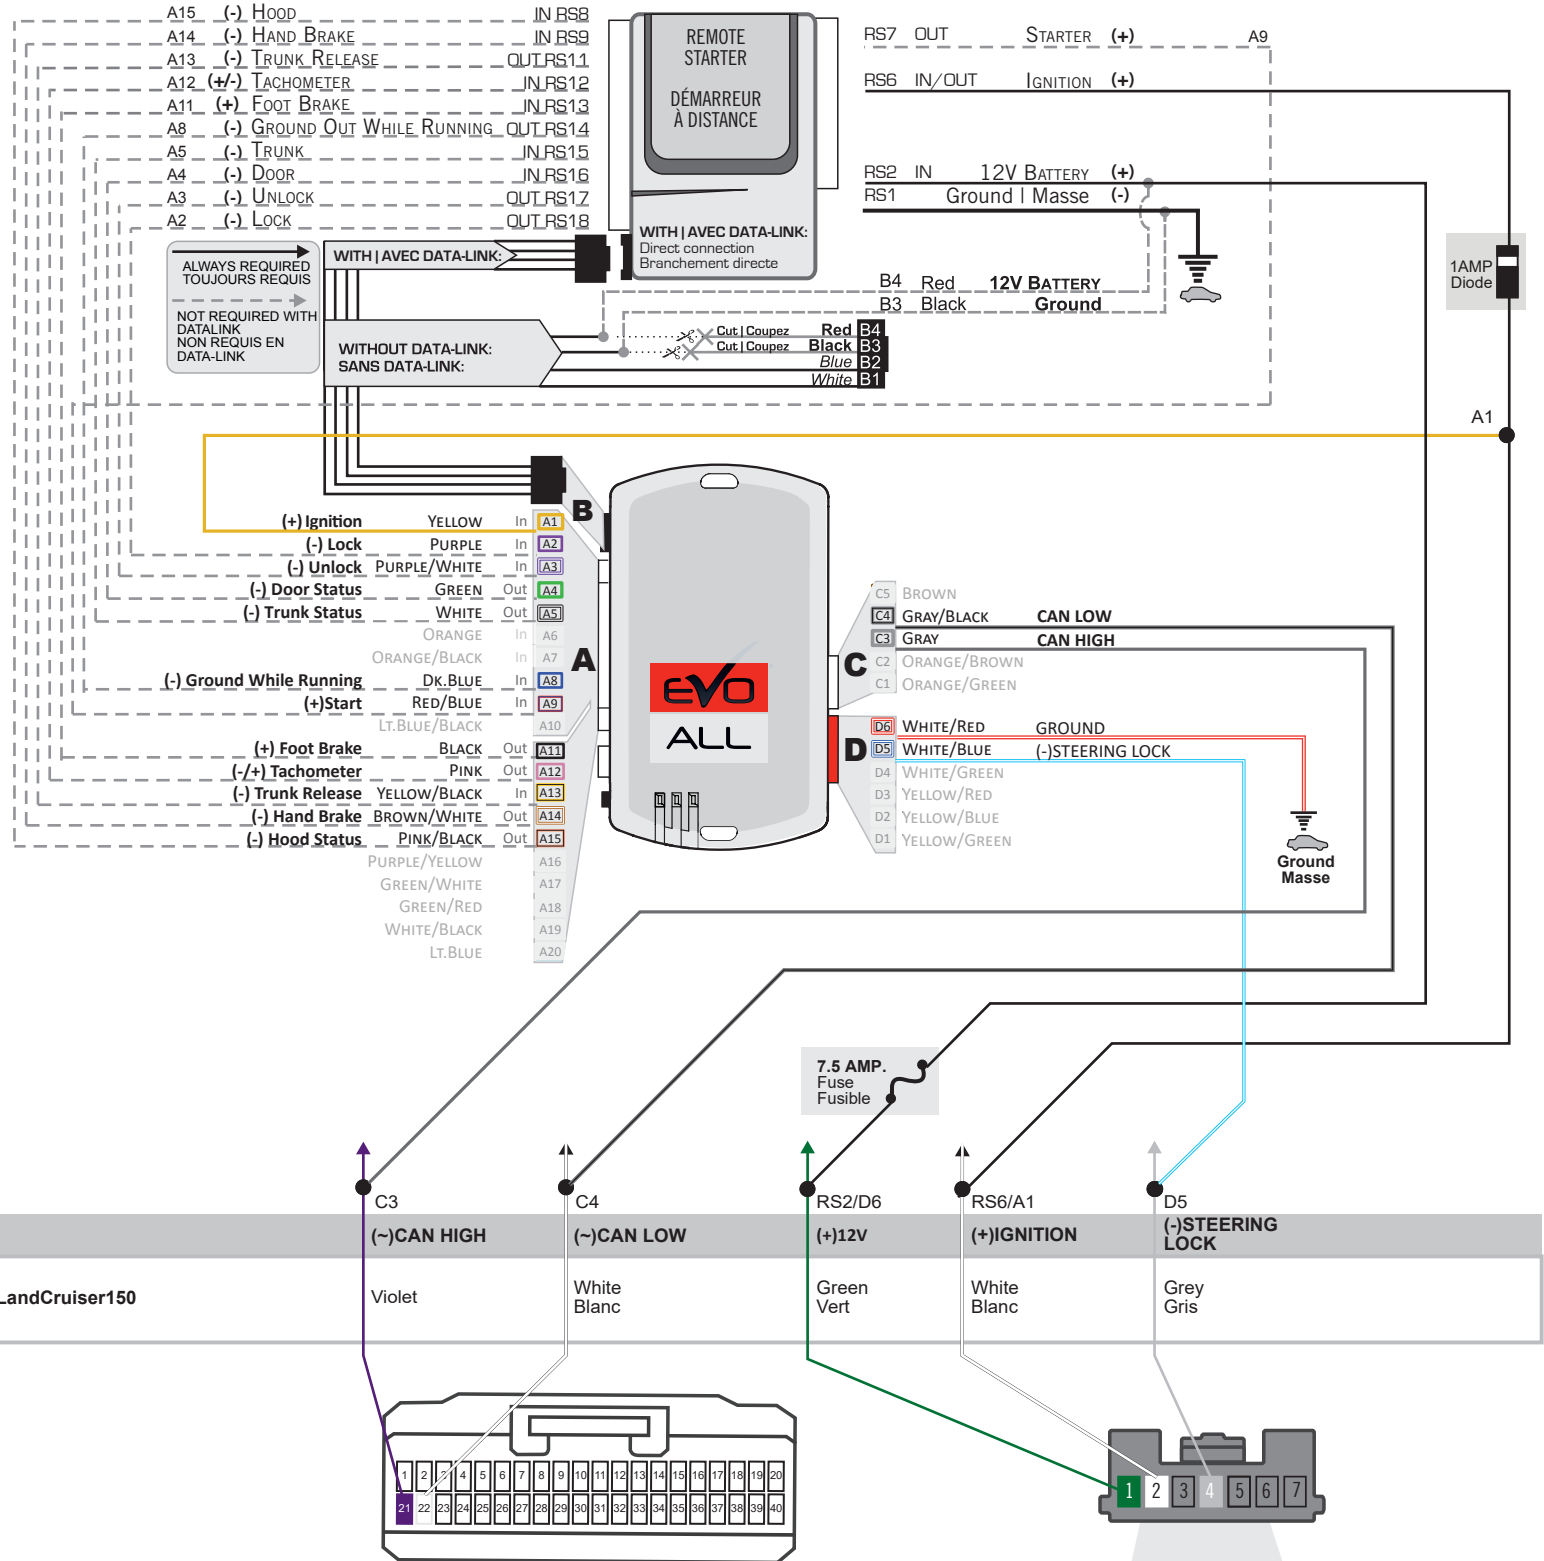 A15 (-) Hood IN RS8
A14 (-) Hand Brake IN RS9
A13 (-) Trunk Release OUT RS11
A12 (+/-) Tachometer IN RS12
A11 (+) Foot Brake IN RS13
A8 (-) Ground Out While Running OUT RS14
A5 (-) Trunk IN RS15
A4 (-) Door IN RS16
A3 (-) Unlock OUT RS17
A2 (-) Lock OUT RS18
REMOTE
STARTER
DÉMARREUR
À DISTANCE
WITH | AVEC DATA-LINK:
Direct connection
Branchement directe
RS7 OUT Starter (+) A9
RS6 IN/OUT Ignition (+)
RS2 IN 12V Battery (+)
RS1 Ground | Masse (-)
ALWAYS REQUIRED
TOUJOURS REQUIS
NOT REQUIRED WITH
DATALINK
NON REQUIS EN
DATA-LINK
WITH | AVEC DATA-LINK:
1AMP
Diode
B4 Red 12V Battery
B3 Black Ground
WITHOUT DATA-LINK:
SANS DATA-LINK:
Cut | Coupez Red B4
Cut | Coupez Black B3
Blue B2
White B1
A1
B
(+) Ignition Yellow In A1
(-) Lock Purple In A2
(-) Unlock Purple/White In A3
(-) Door Status Green Out A4
(-) Trunk Status White Out A5
Orange In A6
Orange/Black In A7
(-) Ground While Running Dk.Blue In A8
(+)Start Red/Blue In A9
Lt.Blue/Black A10
(+) Foot Brake Black Out A11
(-/+) Tachometer Pink Out A12
(-) Trunk Release Yellow/Black In A13
(-) Hand Brake Brown/White Out A14
(-) Hood Status Pink/Black Out A15
Purple/Yellow A16
Green/White A17
Green/Red A18
White/Black A19
Lt.Blue A20
A
EVO
ALL
C
C5 Brown
C4 Gray/Black CAN LOW
C3 Gray CAN HIGH
C2 Orange/Brown
C1 Orange/Green
D
D6 White/Red GROUND
D5 White/Blue (-)STEERING LOCK
D4 White/Green
D3 Yellow/Red
D2 Yellow/Blue
D1 Yellow/Green
Ground
Masse
7.5 AMP.
Fuse
Fusible
C3 C4 RS2/D6 RS6/A1 D5
(~)CAN HIGH (~)CAN LOW (+)12V (+)IGNITION (-)STEERING
LOCK
LandCruiser150 Violet White Green White Grey
Blanc Vert Blanc Gris
1 2 3 4 5 6 7 8 9 10 11 12 13 14 15 16 17 18 19 20
21 22 23 24 25 26 27 28 29 30 31 32 33 34 35 36 37 38 39 40
1 2 3 4 5 6 7